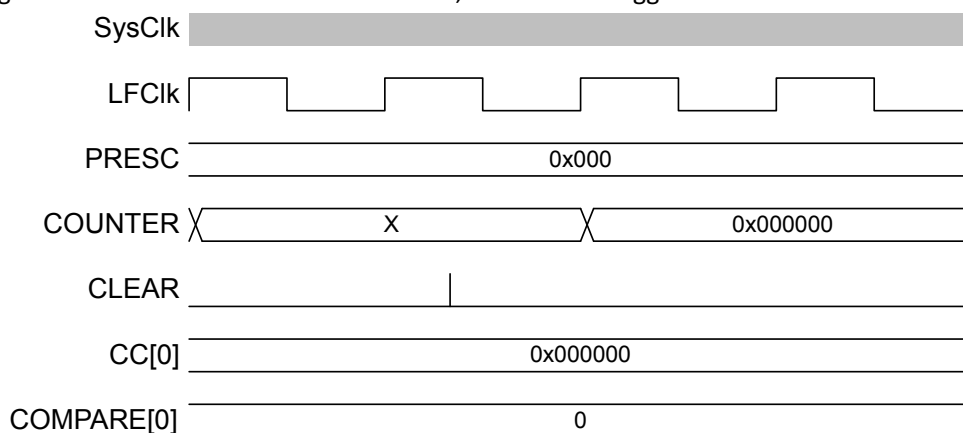 SysClk
LFClk
PRESC 0x000
COUNTER X 0x000000
CLEAR
CC[0] 0x000000
COMPARE[0] 0